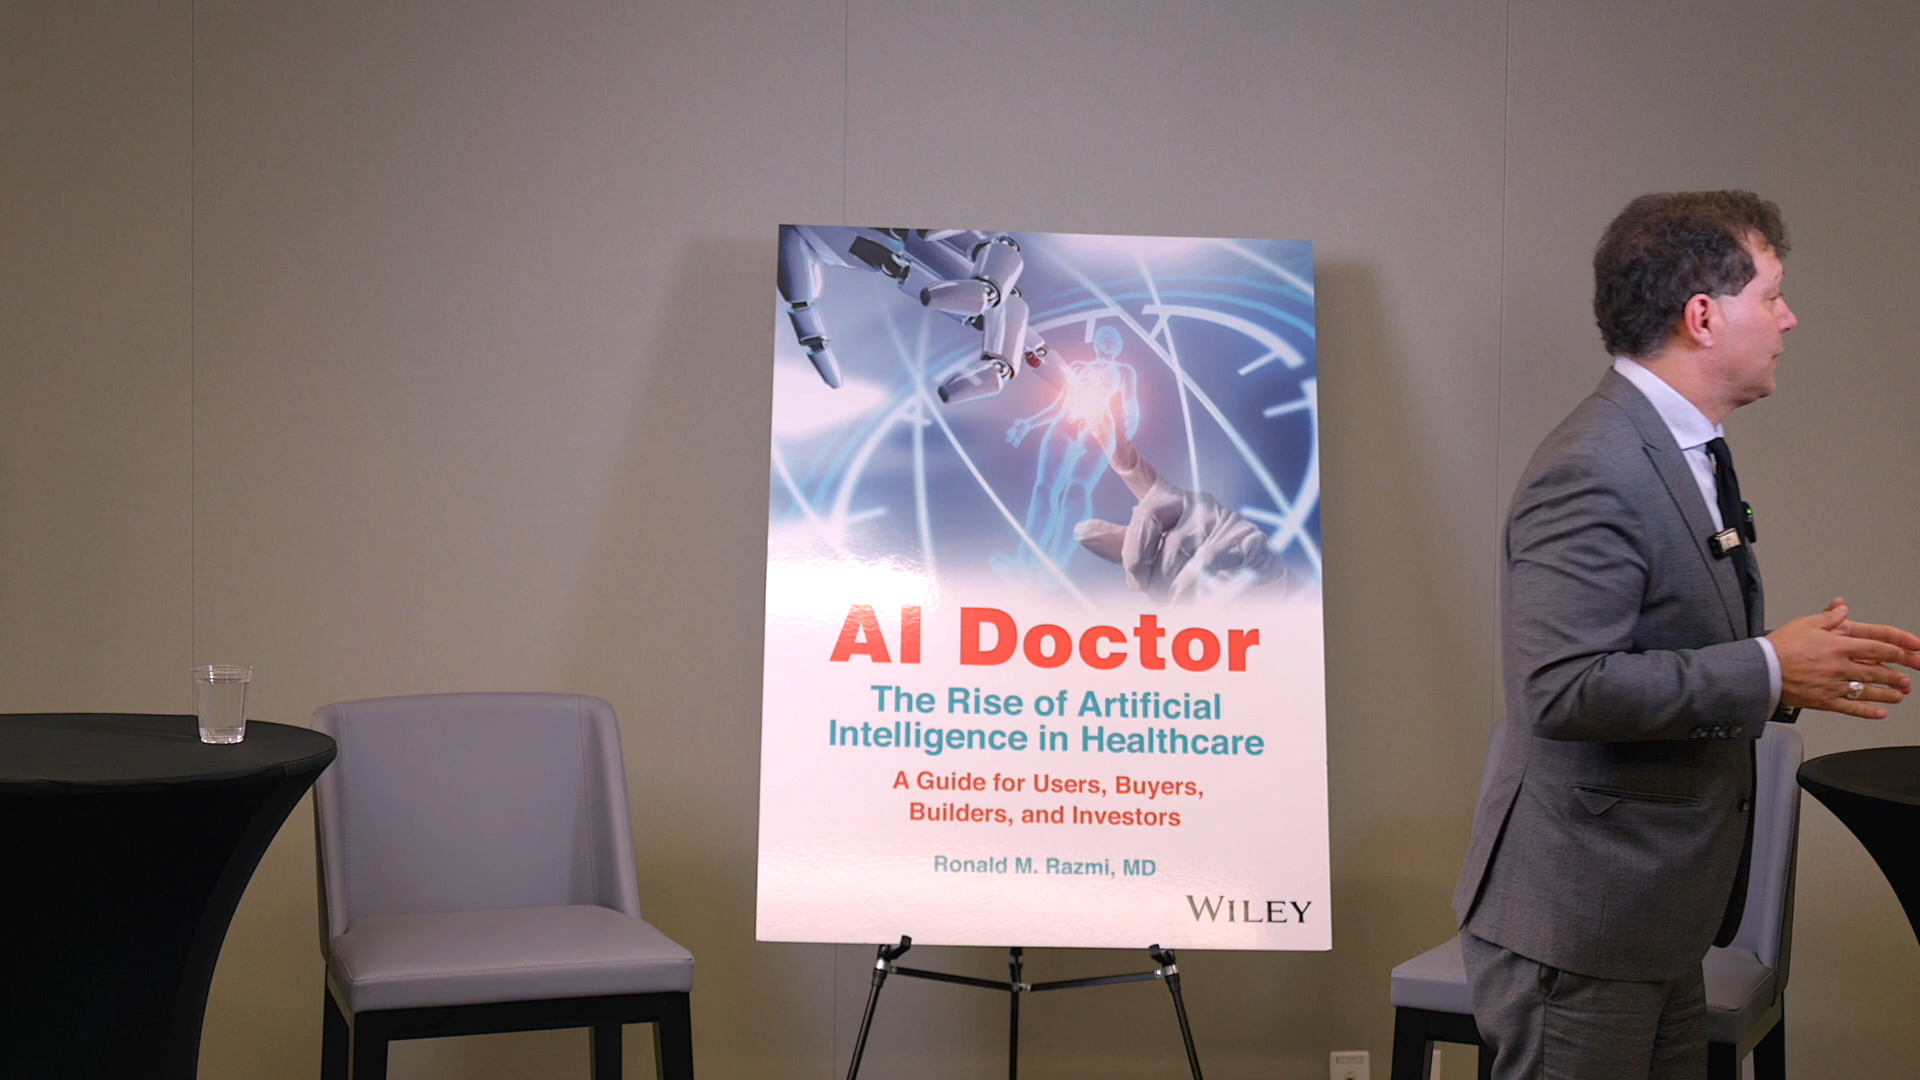 AI Doctor
The Rise of Artificial
Intelligence in Healthcare
A Guide for Users, Buyers,
Builders, and Investors
Ronald M. Razmi, MD
WILEY